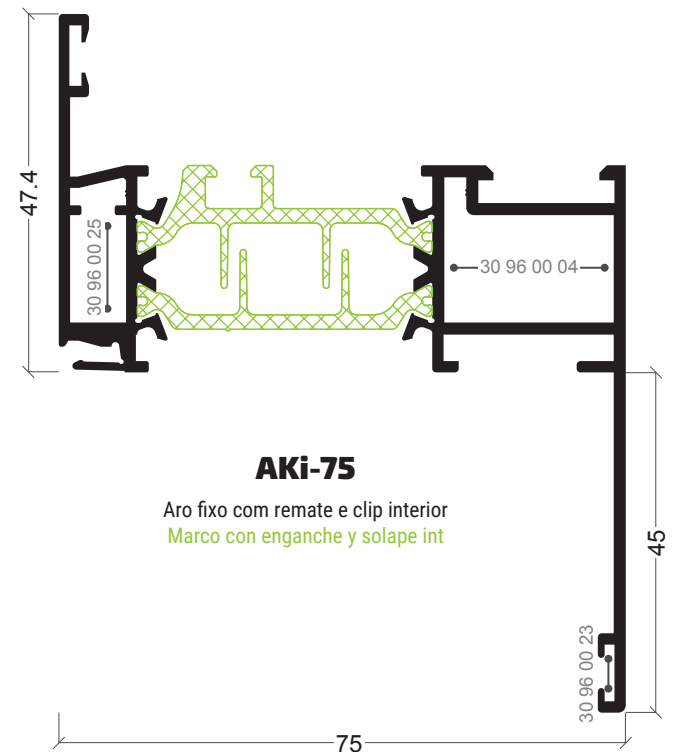 47.4
30 96 00 25
30 96 00 04
AKi-75
Aro fixo com remate e clip interior
Marco con enganche y solape int
45
30 96 00 23
75